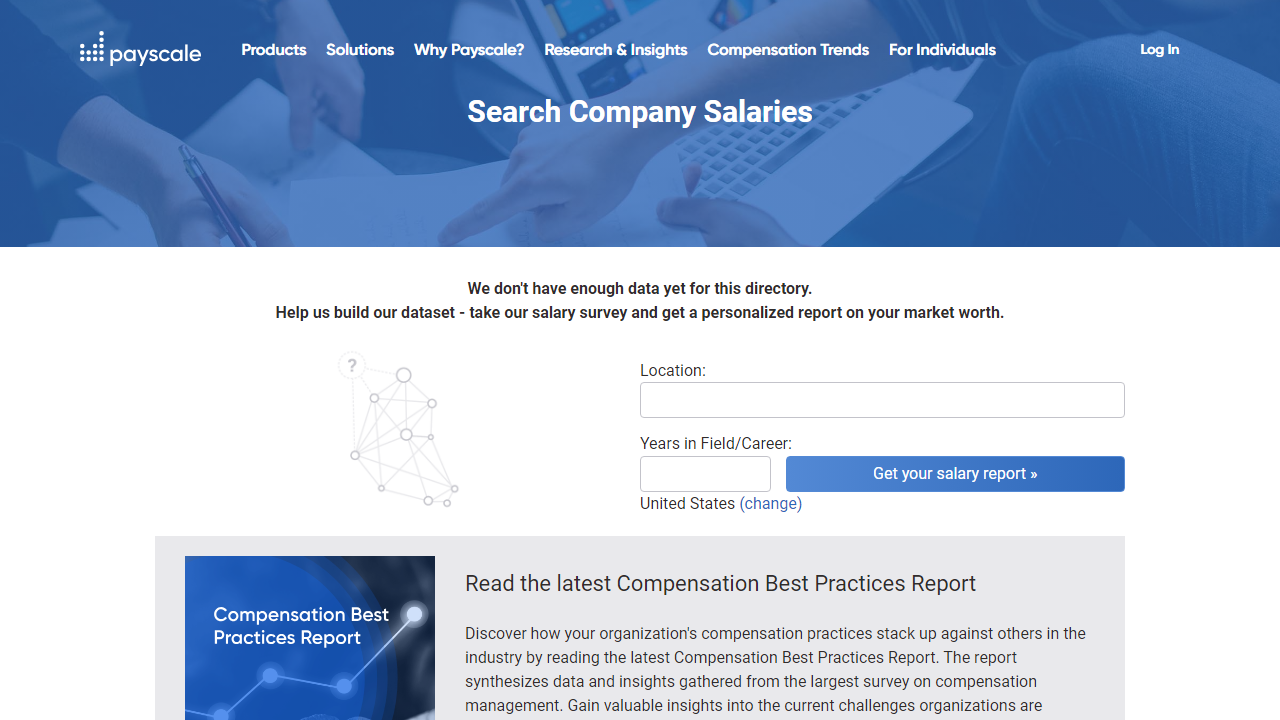 payscale
Products Solutions Why Payscale? Research & Insights Compensation Trends For Individuals Log In
Search Company Salaries
We don't have enough data yet for this directory.
Help us build our dataset - take our salary survey and get a personalized report on your market worth.
?
Location:
Years in Field/Career:
Get your salary report »
United States (change)
Compensation Best
Practices Report
Read the latest Compensation Best Practices Report
Discover how your organization's compensation practices stack up against others in the
industry by reading the latest Compensation Best Practices Report. The report
synthesizes data and insights gathered from the largest survey on compensation
management. Gain valuable insights into the current challenges organizations are